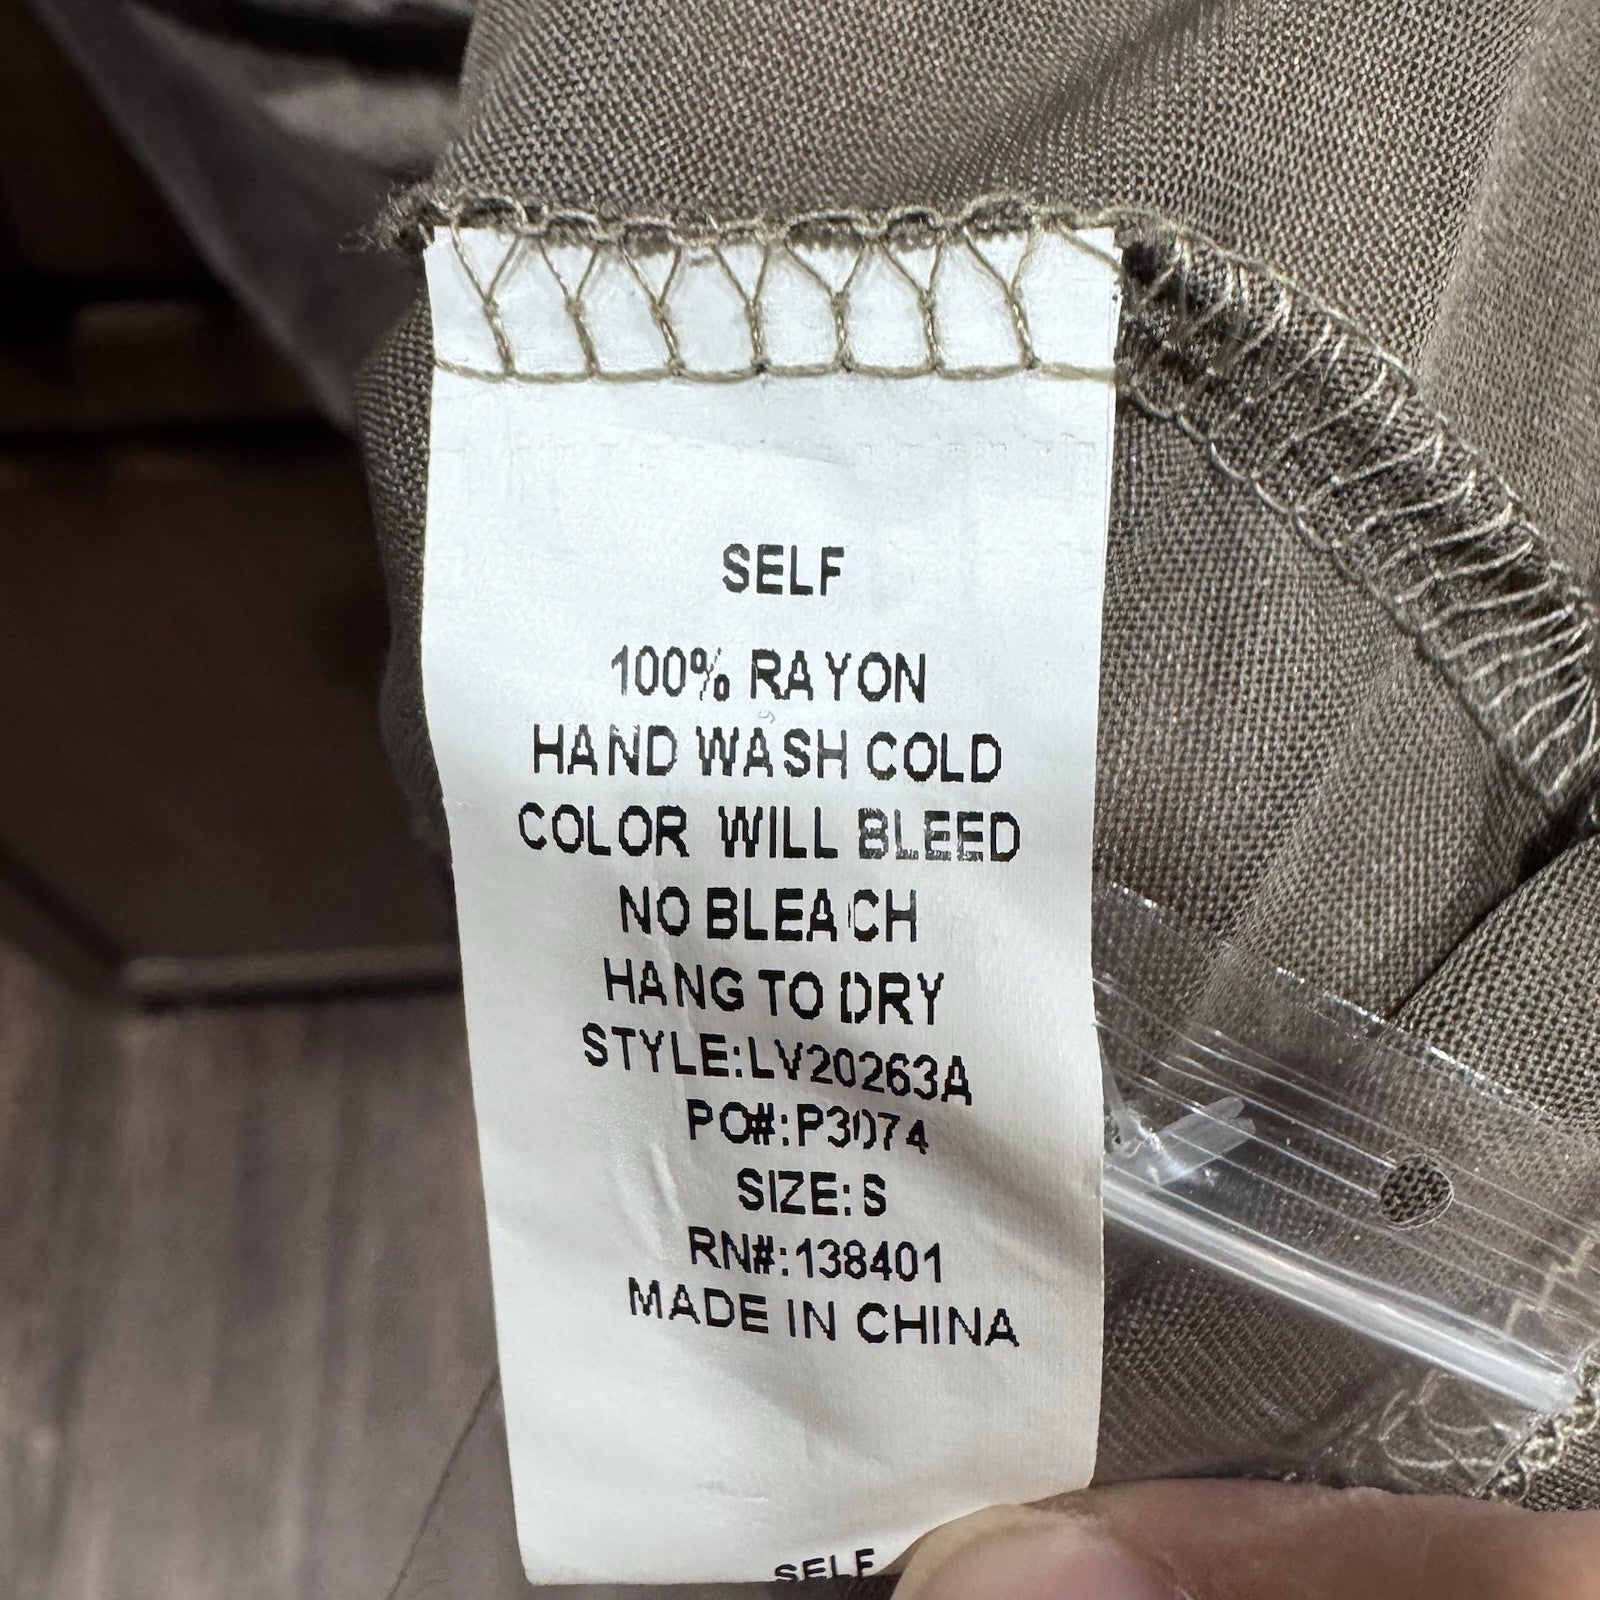 SELF
100% RAYON
HAND WASH COLD
COLOR WILL BLEED
NO BLEACH
HANG TO DRY
STYLE:LV20263A
PO#:P3074
SIZE:S
RN#:138401
MADE IN CHINA
SELF